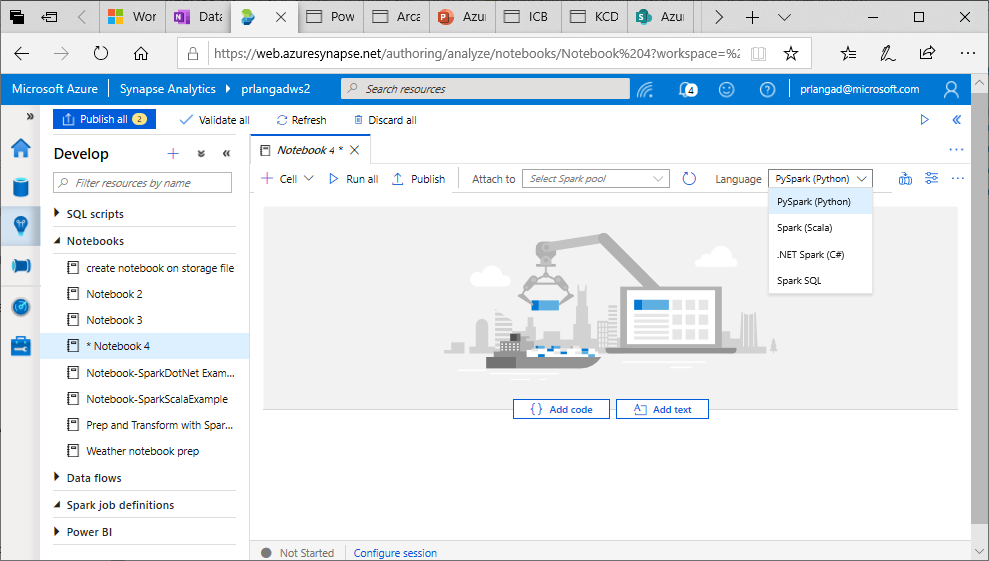 Wor
Data
Pow
Arca
Azur
ICB
KCD
Azur
https://web.azuresynapse.net/authoring/analyze/notebooks/Notebook%204?workspace=%2
Microsoft Azure
Synapse Analytics
prlangadws2
Search resources
4
prlangad@microsoft.com
Publish all 2
Validate all
Refresh
Discard all
Develop
Filter resources by name
SQL scripts
Notebooks
create notebook on storage file
Notebook 2
Notebook 3
* Notebook 4
Notebook-SparkDotNet Exam...
Notebook-SparkScalaExample
Prep and Transform with Spar...
Weather notebook prep
Data flows
Spark job definitions
Power BI
Notebook 4 *
Cell
Run all
Publish
Attach to
Select Spark pool
Language
PySpark (Python)
PySpark (Python)
Spark (Scala)
.NET Spark (C#)
Spark SQL
{} Add code
Add text
Not Started
Configure session